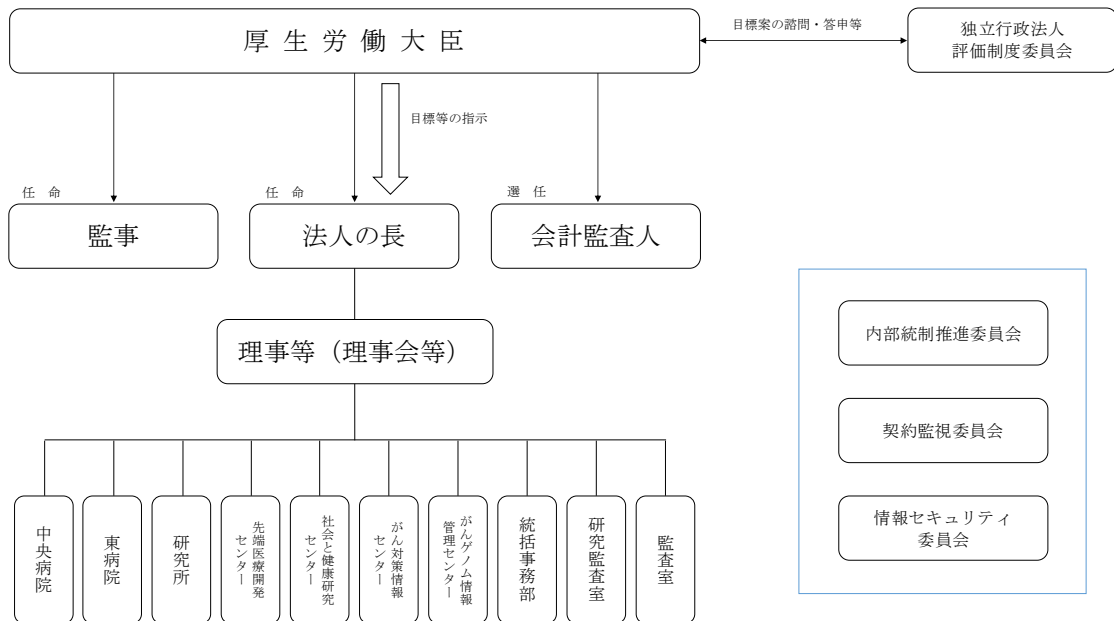 厚生労働大臣
目標案の諮問・答申等
独立行政法人
評価制度委員会
目標等の指示
任 命
任 命
選 任
監事
法人の長
会計監査人
理事等（理事会等）
内部統制推進委員会
契約監視委員会
情報セキュリティ
委員会
中央病院
東病院
研究所
先端医療開発
センター
社会と健康研究
センター
がん対策情報
センター
がんゲノム情報
管理センター
統括事務部
研究監査室
監査室